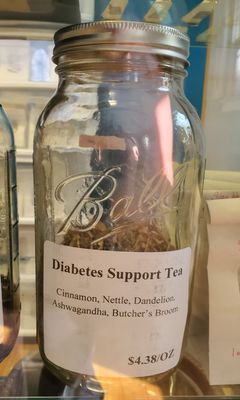 Ball
Diabetes Support Tea
Cinnamon, Nettle, Dandelion,
Ashwagandha, Butcher's Broom
$4.38/OZ